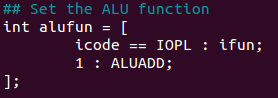 ## Set the ALU function
int alufun = [
        icode == IOPL : ifun;
        1 : ALUADD;
];